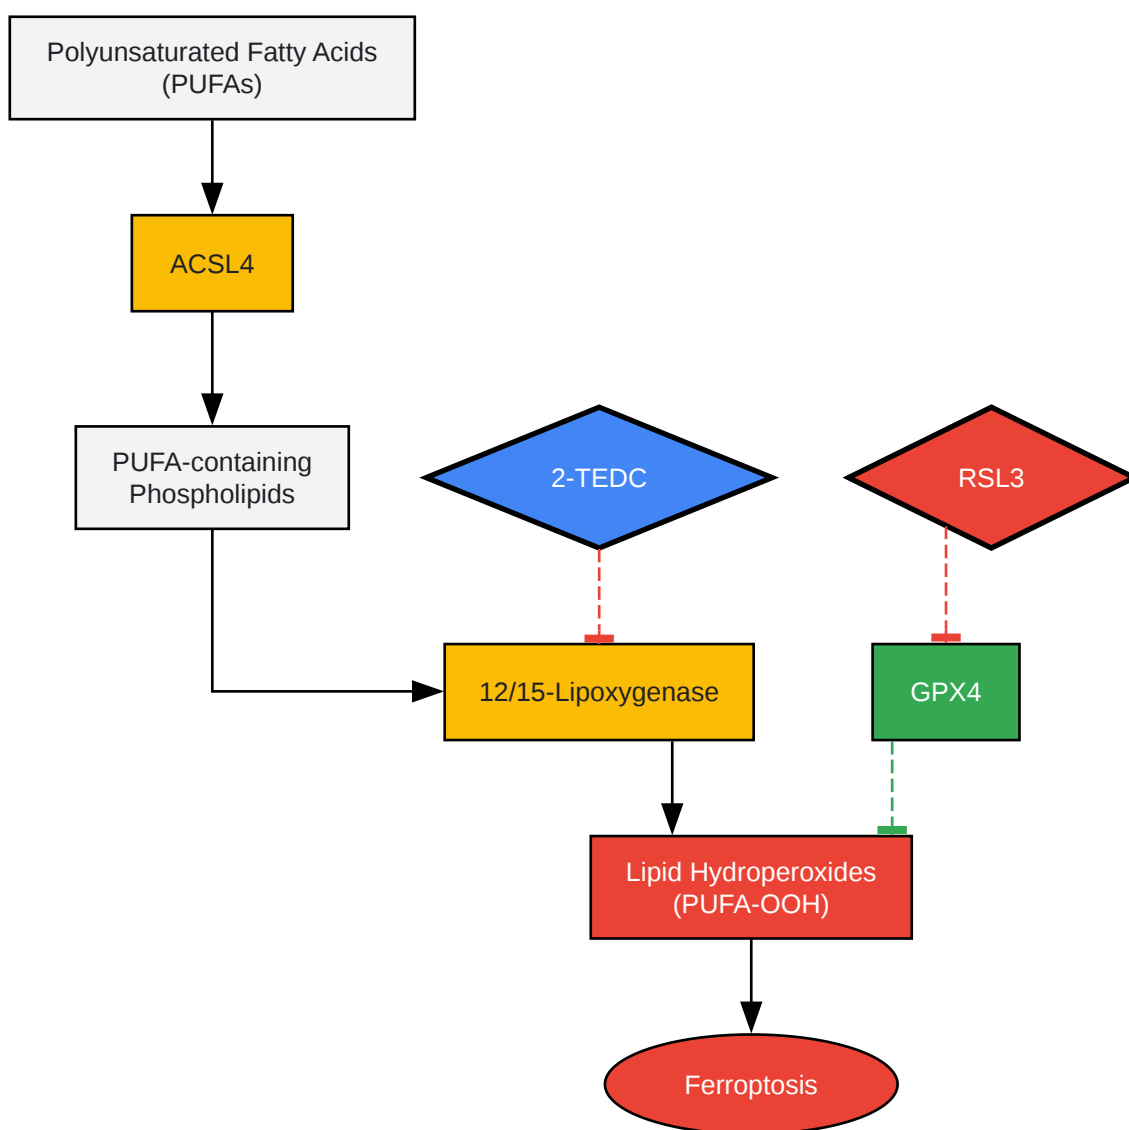 Polyunsaturated Fatty Acids
(PUFAs)
ACSL4
PUFA-containing
Phospholipids
2-TEDC
RSL3
12/15-Lipoxygenase
GPX4
Lipid Hydroperoxides
(PUFA-OOH)
Ferroptosis